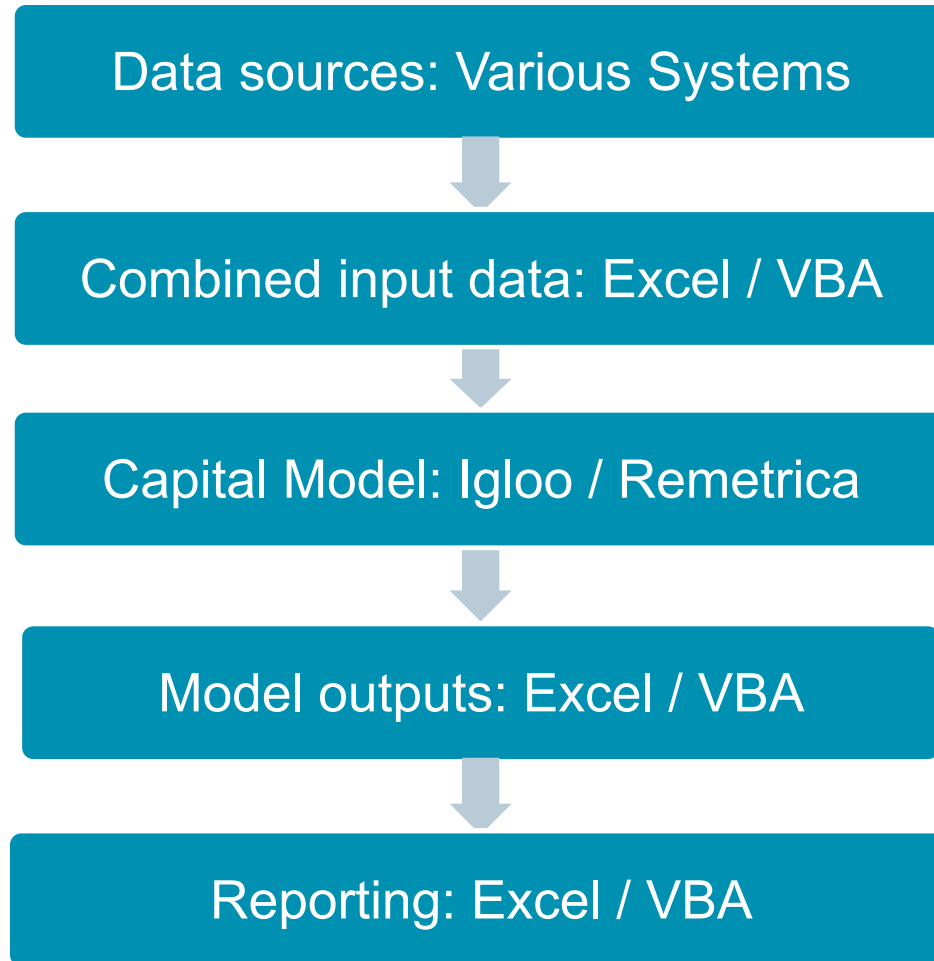 Data sources: Various Systems
Combined input data: Excel / VBA
Capital Model: Igloo / Remetrica
Model outputs: Excel / VBA
Reporting: Excel / VBA